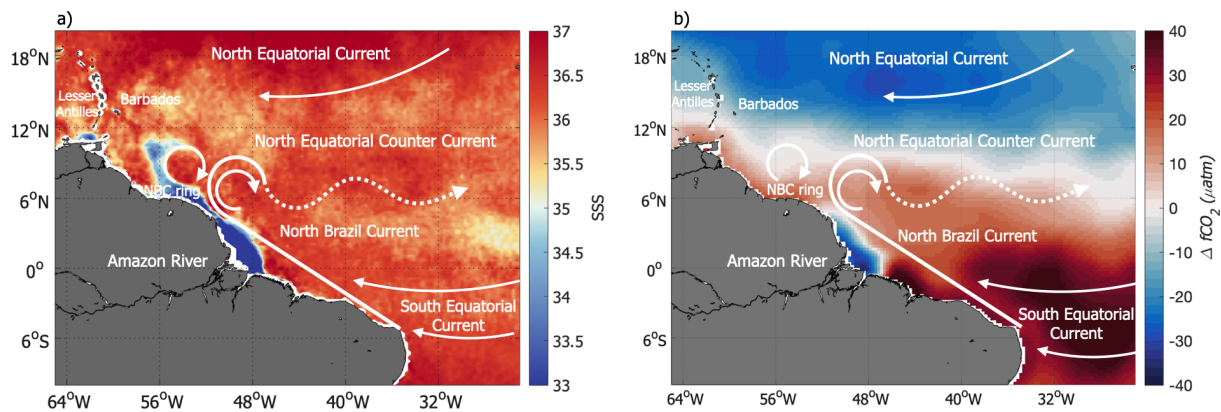 a)
18°N
12°N
6°N
0°
6°S
64°W
56°W
48°W
40°W
32°W
North Equatorial Current
Lesser
Antilles
Barbados
North Equatorial Counter Current
NBC ring
North Brazil Current
Amazon River
South Equatorial
Current
37
36.5
36
35.5
35
34.5
34
33.5
33
SSS
b)
18°N
12°N
6°N
0°
6°S
64°W
56°W
48°W
40°W
32°W
North Equatorial Current
Lesser
Antilles
Barbados
North Equatorial Counter Current
NBC ring
North Brazil Current
Amazon River
South Equatorial
Current
40
30
20
10
0
-10
-20
-30
-40
Δ fCO₂ (μatm)